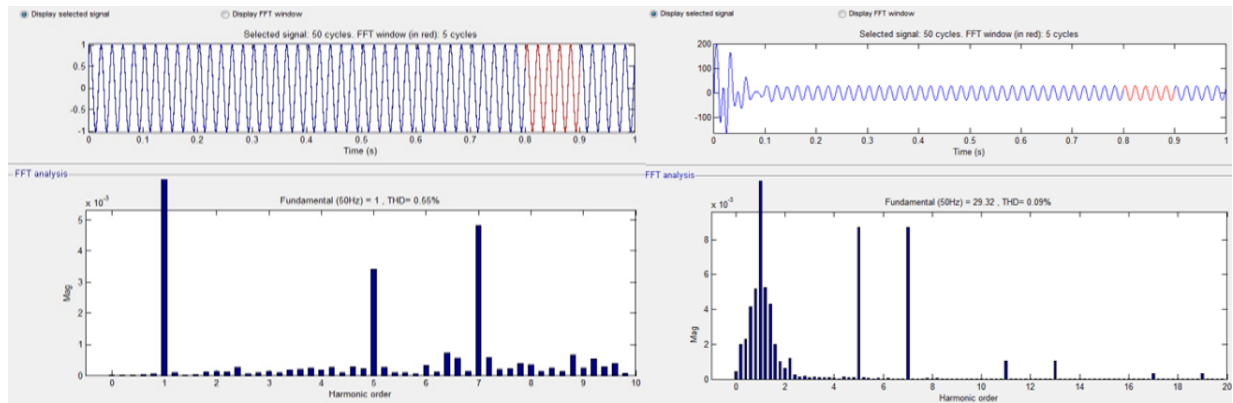 Display selected signal
Display FFT window
Selected signal: 50 cycles. FFT window (in red): 5 cycles
1
0.5
0
-0.5
-1
0 0.1 0.2 0.3 0.4 0.5 0.6 0.7 0.8 0.9 1
Time (s)
FFT analysis
x 10⁻³
Fundamental (50Hz) = 1 , THD= 0.55%
5
4
3
2
1
0
Mag
0 1 2 3 4 5 6 7 8 9 10
Harmonic order
Display selected signal
Display FFT window
Selected signal: 50 cycles. FFT window (in red): 5 cycles
200
100
0
-100
0 0.1 0.2 0.3 0.4 0.5 0.6 0.7 0.8 0.9 1
Time (s)
FFT analysis
x 10⁻³
Fundamental (50Hz) = 29.32 , THD= 0.09%
8
6
4
2
0
Mag
0 2 4 6 8 10 12 14 16 18 20
Harmonic order